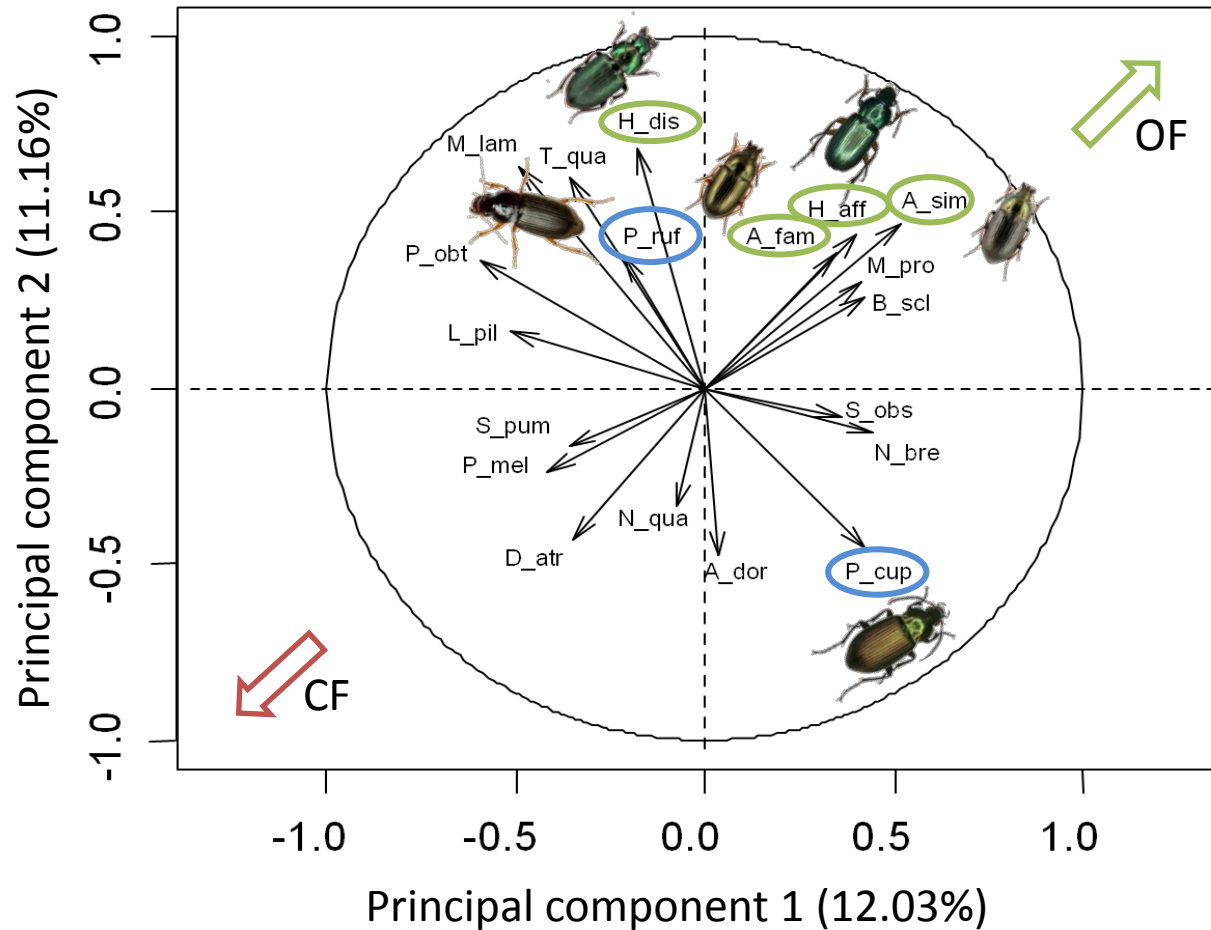 Principal component 2 (11.16%)
1.0
0.5
0.0
-0.5
-1.0
OF
H_dis
M_lam
T_qua
A_sim
H_aff
P_ruf
A_fam
P_obt
M_pro
B_scl
L_pil
S_obs
S_pum
N_bre
P_mel
N_qua
D_atr
A_dor
P_cup
CF
-1.0 -0.5 0.0 0.5 1.0
Principal component 1 (12.03%)